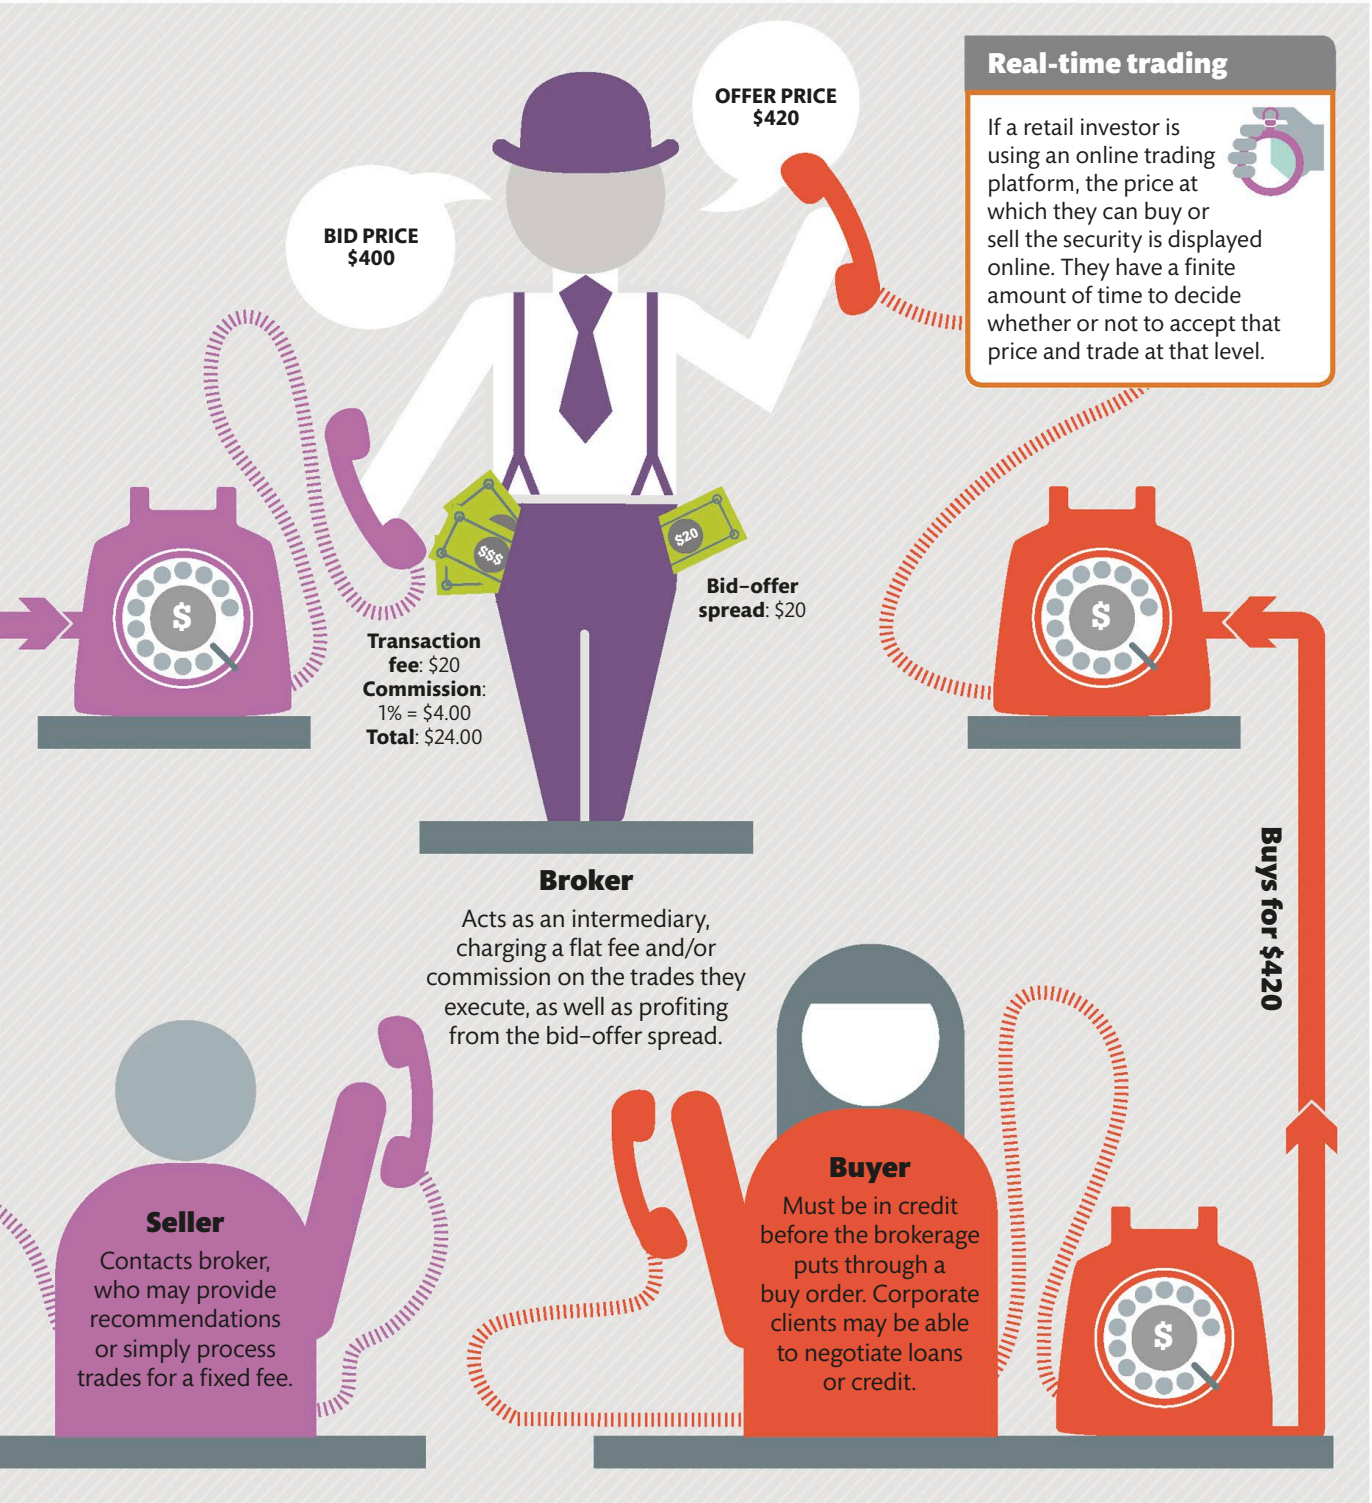 OFFER PRICE
$420
BID PRICE
$400
Real-time trading
If a retail investor is
using an online trading
platform, the price at
which they can buy or
sell the security is displayed
online. They have a finite
amount of time to decide
whether or not to accept that
price and trade at that level.
$
$$$
$20
Transaction
fee: $20
Commission:
1% = $4.00
Total: $24.00
Bid–offer
spread: $20
$
Broker
Acts as an intermediary,
charging a flat fee and/or
commission on the trades they
execute, as well as profiting
from the bid–offer spread.
Buys for $420
Seller
Contacts broker,
who may provide
recommendations
or simply process
trades for a fixed fee.
Buyer
Must be in credit
before the brokerage
puts through a
buy order. Corporate
clients may be able
to negotiate loans
or credit.
$